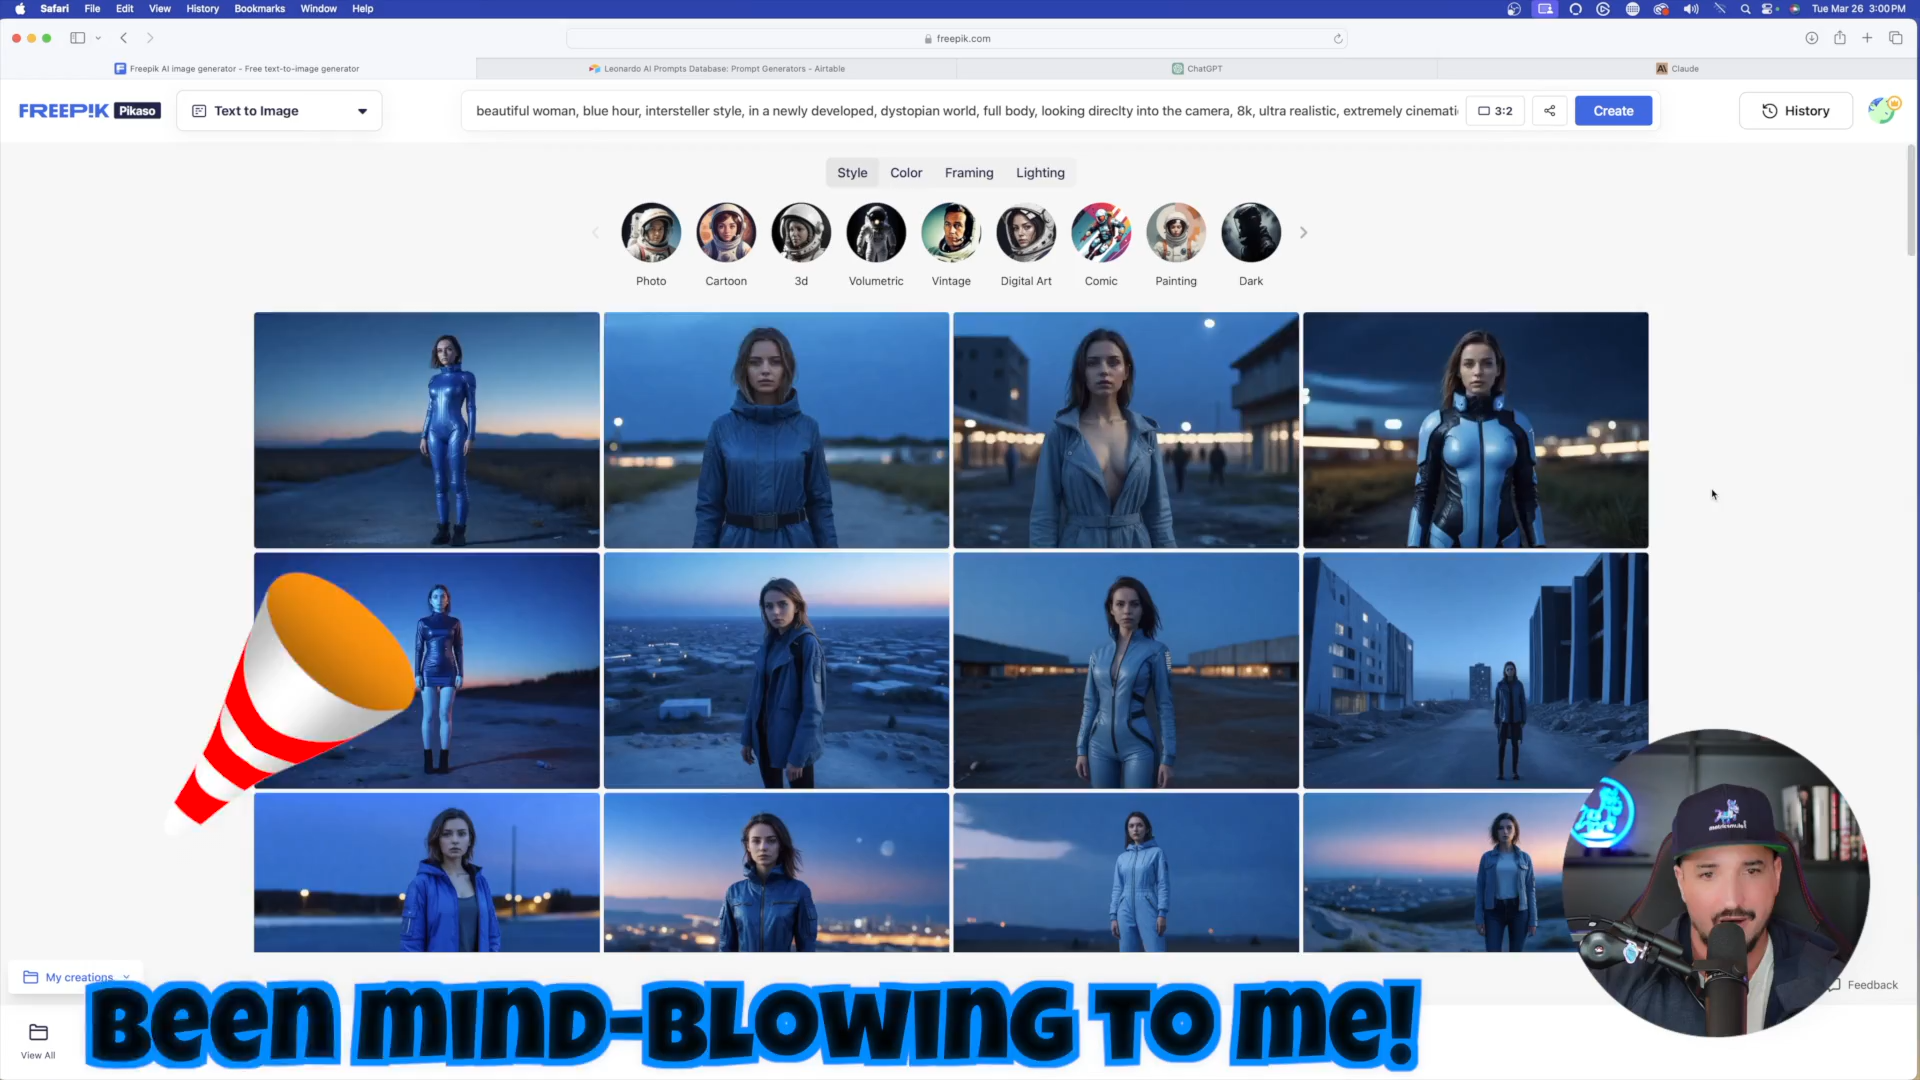 Safari File Edit View History Bookmarks Window Help Tue Mar 26 3:00 PM
freepik.com
Freepik AI image generator - Free text-to-image generator
Leonardo AI Prompts Database: Prompt Generators - Airtable
ChatGPT
Claude
FREEPIK Pikaso
Text to Image
beautiful woman, blue hour, intersteller style, in a newly developed, dystopian world, full body, looking direclty into the camera, 8k, ultra realistic, extremely cinemati
3:2
Create
History
Style Color Framing Lighting
Photo Cartoon 3d Volumetric Vintage Digital Art Comic Painting Dark
My creations
Feedback
View All
BEEN MIND-BLOWING TO ME!